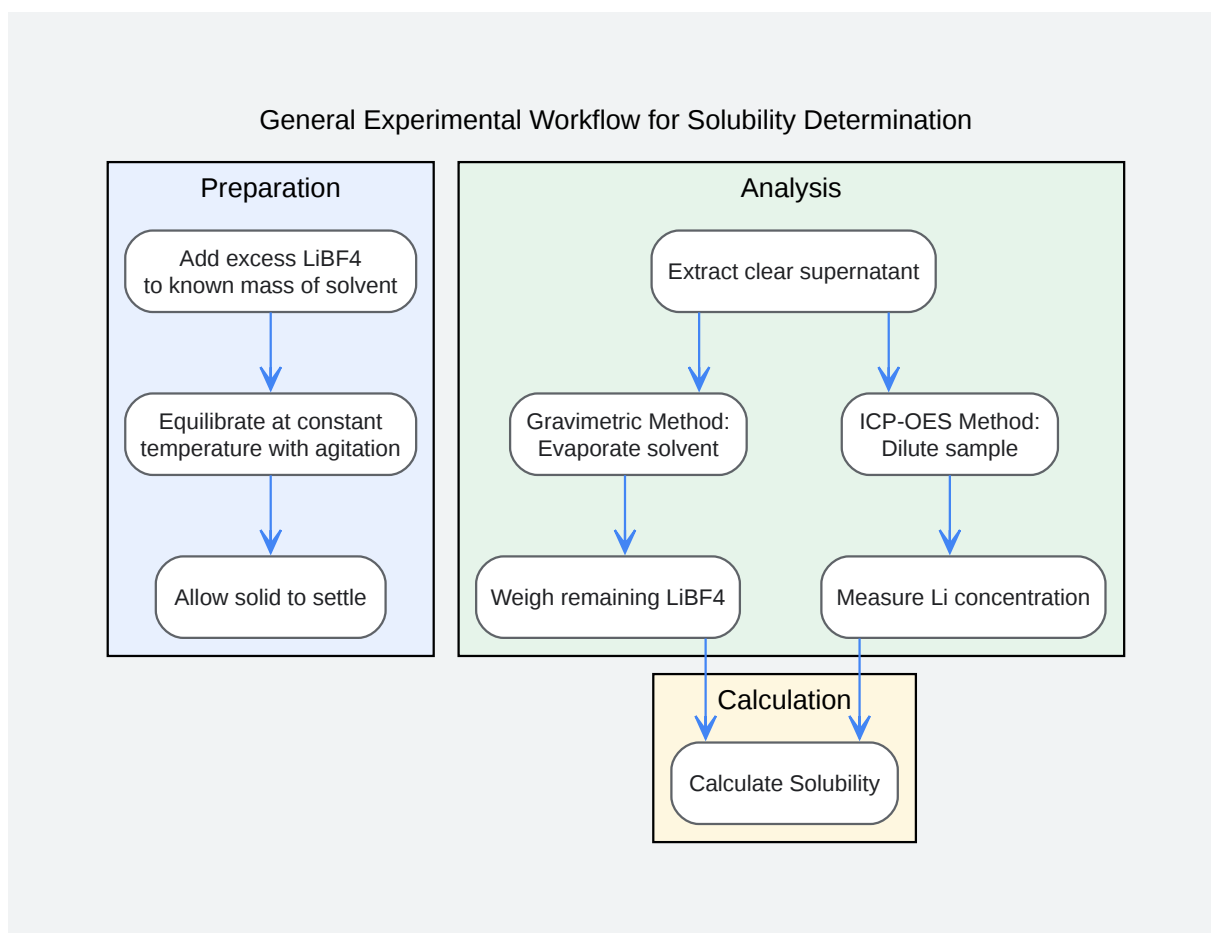 General Experimental Workflow for Solubility Determination
Preparation
Add excess LiBF4
to known mass of solvent
Equilibrate at constant
temperature with agitation
Allow solid to settle
Analysis
Extract clear supernatant
Gravimetric Method:
Evaporate solvent
ICP-OES Method:
Dilute sample
Weigh remaining LiBF4
Measure Li concentration
Calculation
Calculate Solubility